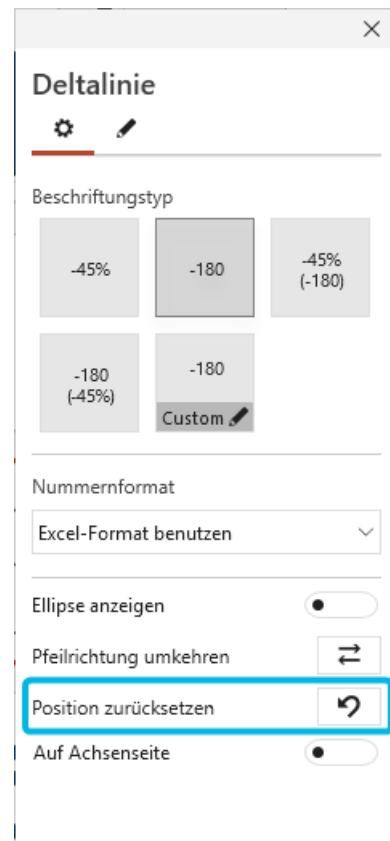 Deltalinie
Beschriftungstyp
-45%
-180
-45%
(-180)
-180
(-45%)
-180
Custom
Nummernformat
Excel-Format benutzen
Ellipse anzeigen
Pfeilrichtung umkehren
Position zurücksetzen
Auf Achsenseite